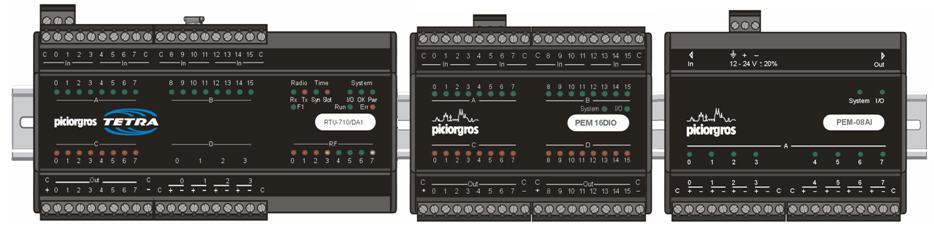 C 0 1 2 3 4 5 6 7 C C 8 9 10 11 12 13 14 15 C
In In In In
0 1 2 3 4 5 6 7 8 9 10 11 12 13 14 15 Radio Time System
Rx Tx Syn Slot I/O OK Pwr
A B F1 Run Err
piciorgros TETRA RTU-710/DA1
C D RF
0 1 2 3 4 5 6 7 0 1 2 3 0 1 2 3 4 5 6 7
C Out C C 0 1 2 3 C
+ 0 1 2 3 4 5 6 7 − + − + − + − + −
C 0 1 2 3 4 5 6 7 C C 8 9 10 11 12 13 14 15 C
In In In In
0 1 2 3 4 5 6 7 8 9 10 11 12 13 14 15
A B
System I/O
piciorgros PEM 16DIO
C D
0 1 2 3 4 5 6 7 8 9 10 11 12 13 14 15
C Out C C Out C
+ 0 1 2 3 4 5 6 7 − + 8 9 10 11 12 13 14 15 −
+ −
In 12 - 24 V ±20% Out
System I/O
piciorgros PEM-08AI
A
0 1 2 3 4 5 6 7
0 1 2 3 4 5 6 7
C + − + − + − + − C C + − + − + − + − C